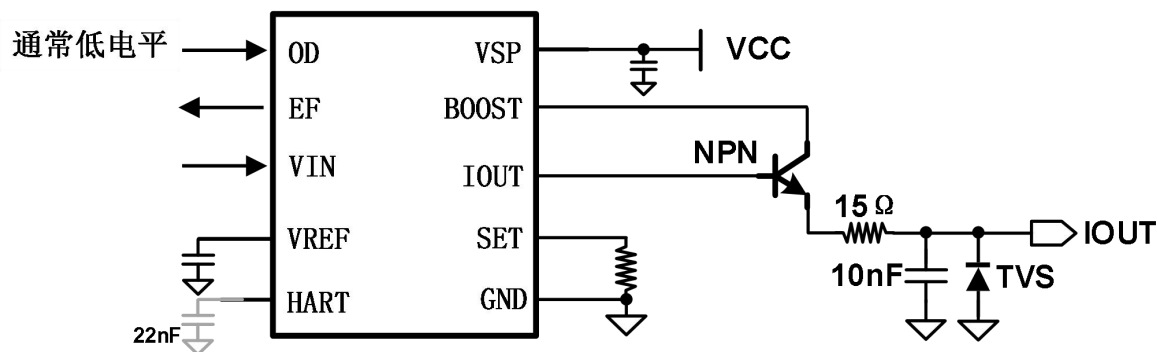 通常低电平
OD
VSP
VCC
EF
BOOST
VIN
IOUT
NPN
15Ω
VREF
SET
IOUT
10nF
TVS
HART
GND
22nF